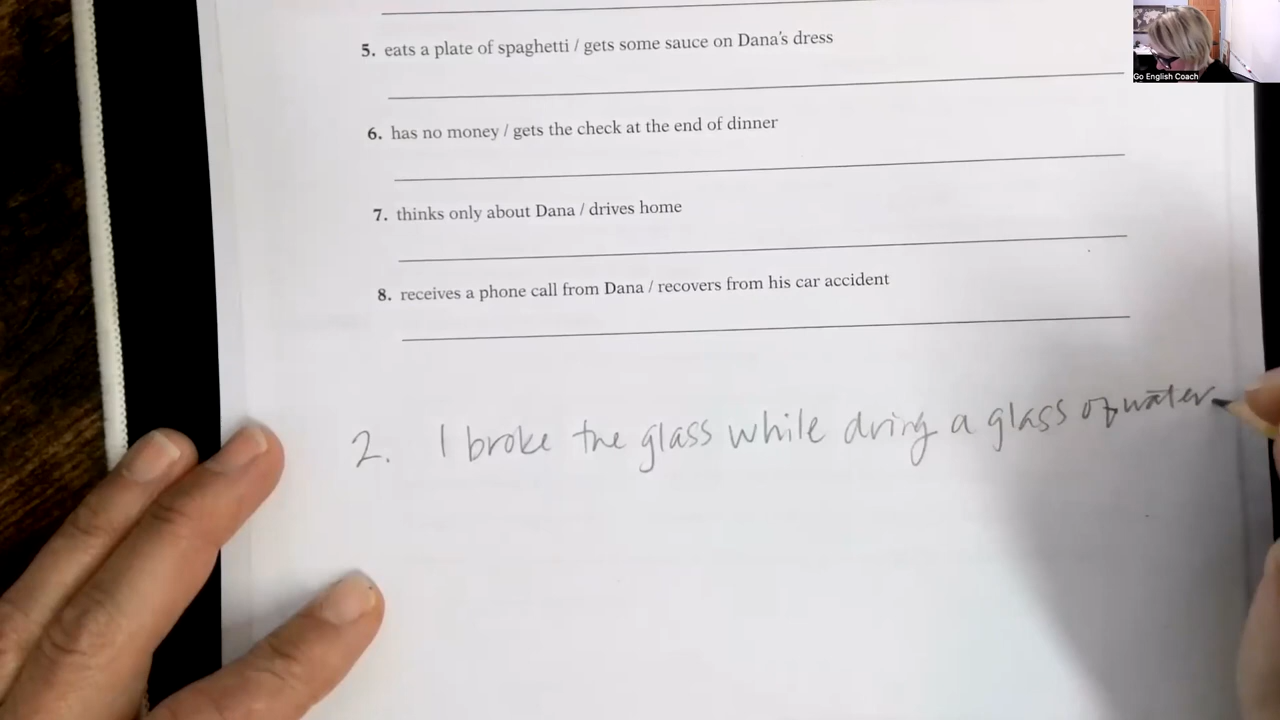 Go English Coach
5. eats a plate of spaghetti / gets some sauce on Dana's dress
6. has no money / gets the check at the end of dinner
7. thinks only about Dana / drives home
8. receives a phone call from Dana / recovers from his car accident
2. I broke the glass while dring a glass of water